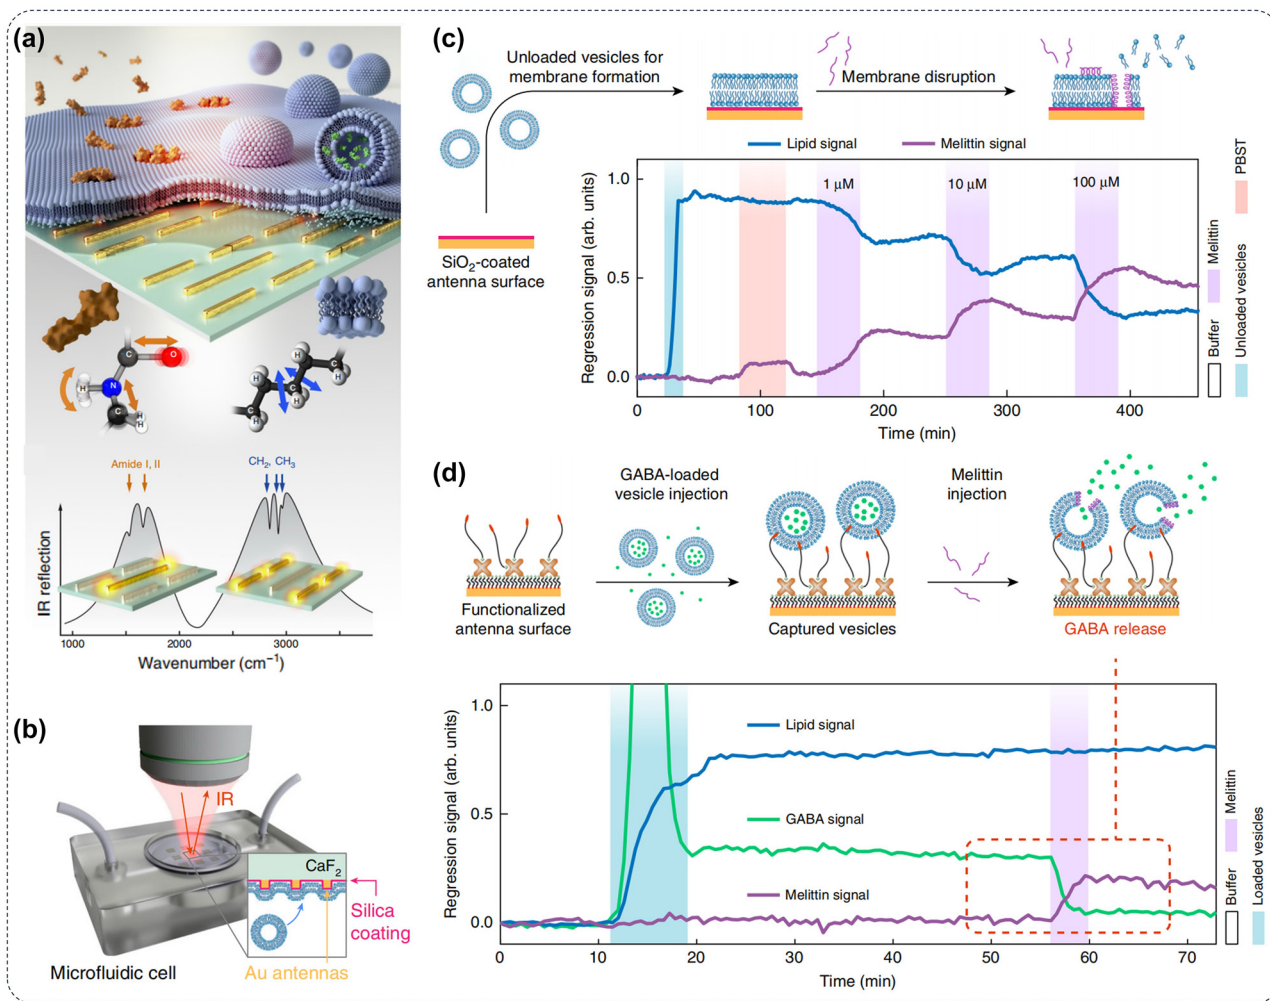 (a)
C
O
H
N
C
H
H
H
H
C
C
H
H
C
C
H
H
Amide I, II
CH2, CH3
IR reflection
1000
2000
3000
Wavenumber (cm⁻¹)
(b)
IR
CaF2
Silica
coating
Microfluidic cell
Au antennas
(c)
Unloaded vesicles for
membrane formation
Membrane disruption
SiO2-coated
antenna surface
Lipid signal
Melittin signal
1 μM
10 μM
100 μM
Regression signal (arb. units)
1.0
0.5
0.0
0
100
200
300
400
Time (min)
Buffer
Melittin
Unloaded vesicles
PBST
(d)
GABA-loaded
vesicle injection
Melittin
injection
Functionalized
antenna surface
Captured vesicles
GABA release
Regression signal (arb. units)
1.0
0.5
0.0
Lipid signal
GABA signal
Melittin signal
0
10
20
30
40
50
60
70
Time (min)
Buffer
Melittin
Loaded vesicles